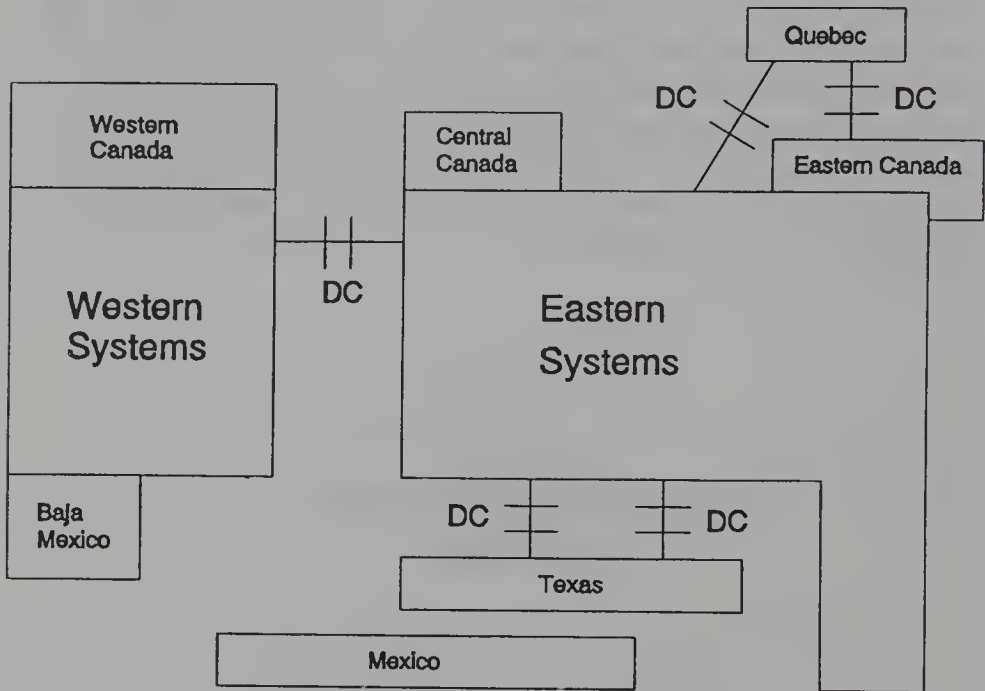 Quebec
DC
DC
Western
Canada
Central
Canada
Eastern Canada
DC
Western
Systems
Eastern
Systems
Baja
Mexico
DC
DC
Texas
Mexico